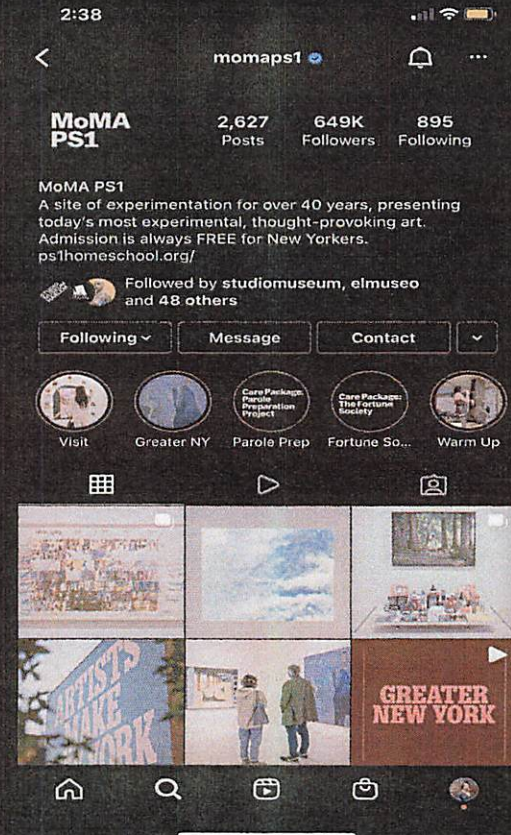 2:38
momaps1
MoMA
PS1
2,627 649K 895
Posts Followers Following
MoMA PS1
A site of experimentation for over 40 years, presenting
today's most experimental, thought-provoking art.
Admission is always FREE for New Yorkers.
ps1homeschool.org/
Followed by studiomuseum, elmuseo
and 48 others
Following Message Contact
Care Package:
Parole
Preparation
Project
Care Package:
The Fortune
Society
Visit Greater NY Parole Prep Fortune So... Warm Up
ARTISTS
MAKE
YORK
GREATER
NEW YORK